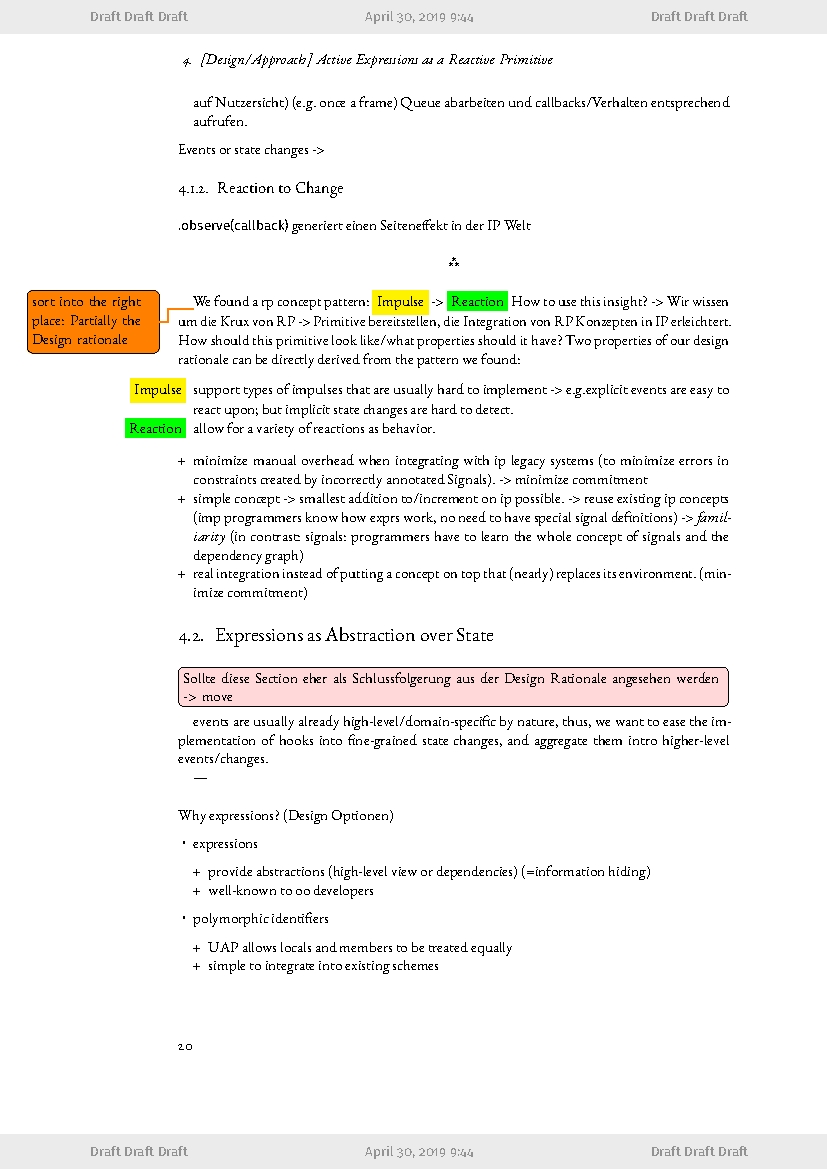 Draft Draft Draft April 30, 2019 9:44 Draft Draft Draft
4. [Design/Approach] Active Expressions as a Reactive Primitive
auf Nutzersicht) (e.g. once a frame) Queue abarbeiten und callbacks/Verhalten entsprechend
aufrufen.
Events or state changes ->
4.1.2. Reaction to Change
.observe(callback) generiert einen Seiteneffekt in der IP Welt
⁂
sort into the right
place: Partially the
Design rationale
We found a rp concept pattern: Impulse -> Reaction How to use this insight? -> Wir wissen
um die Krux von RP -> Primitive bereitstellen, die Integration von RP Konzepten in IP erleichtert.
How should this primitive look like/what properties should it have? Two properties of our design
rationale can be directly derived from the pattern we found:
Impulse support types of impulses that are usually hard to implement -> e.g.explicit events are easy to
react upon; but implicit state changes are hard to detect.
Reaction allow for a variety of reactions as behavior.
+ minimize manual overhead when integrating with ip legacy systems (to minimize errors in
constraints created by incorrectly annotated Signals). -> minimize commitment
+ simple concept -> smallest addition to/increment on ip possible. -> reuse existing ip concepts
(imp programmers know how exprs work, no need to have special signal definitions) -> famil-
iarity (in contrast: signals: programmers have to learn the whole concept of signals and the
dependency graph)
+ real integration instead of putting a concept on top that (nearly) replaces its environment. (min-
imize commitment)
4.2. Expressions as Abstraction over State
Sollte diese Section eher als Schlussfolgerung aus der Design Rationale angesehen werden
-> move
events are usually already high-level/domain-specific by nature, thus, we want to ease the im-
plementation of hooks into fine-grained state changes, and aggregate them intro higher-level
events/changes.
—
Why expressions? (Design Optionen)
• expressions
+ provide abstractions (high-level view or dependencies) (=information hiding)
+ well-known to oo developers
• polymorphic identifiers
+ UAP allows locals and members to be treated equally
+ simple to integrate into existing schemes
20
Draft Draft Draft April 30, 2019 9:44 Draft Draft Draft